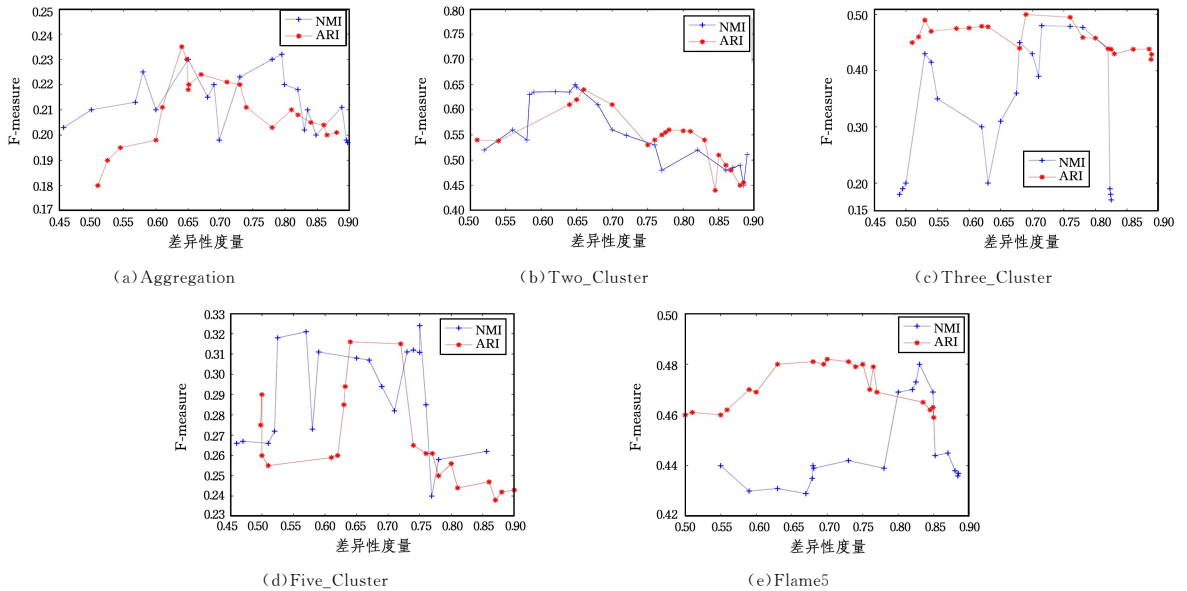 0.25
0.24
0.23
0.22
0.21
0.20
0.19
0.18
0.17
F-measure
NMI
ARI
0.45 0.50 0.55 0.60 0.65 0.70 0.75 0.80 0.85 0.90
差异性度量
(a)Aggregation
0.80
0.70
0.65
0.60
0.55
0.50
0.45
0.40
F-measure
NMI
ARI
0.50 0.55 0.60 0.65 0.70 0.75 0.80 0.85 0.90
差异性度量
(b)Two_Cluster
0.50
0.40
0.30
0.20
0.15
F-measure
NMI
ARI
0.45 0.50 0.55 0.60 0.65 0.70 0.75 0.80 0.85 0.90
差异性度量
(c)Three_Cluster
0.33
0.32
0.31
0.30
0.29
0.28
0.27
0.26
0.25
0.24
0.23
F-measure
NMI
ARI
0.45 0.50 0.55 0.60 0.65 0.70 0.75 0.80 0.85 0.90
差异性度量
(d)Five_Cluster
0.50
0.48
0.46
0.44
0.42
F-measure
NMI
ARI
0.50 0.55 0.60 0.65 0.70 0.75 0.80 0.85 0.90
差异性度量
(e)Flame5